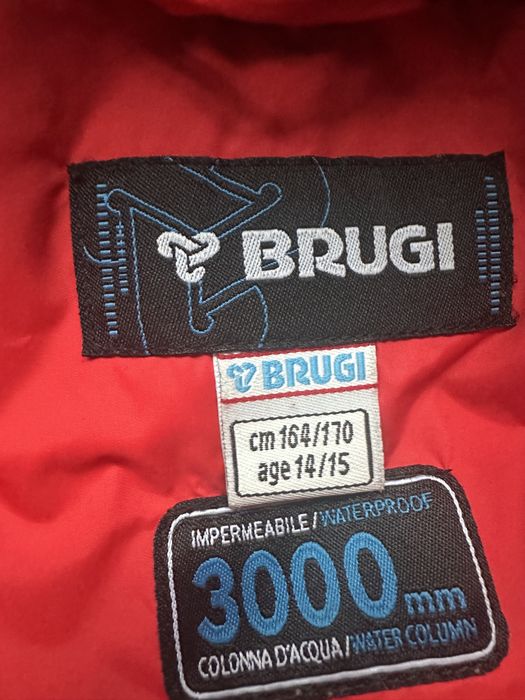 BRUGI
BRUGI
cm 164/170
age 14/15
IMPERMEABILE/WATERPROOF
3000 mm
COLONNA D'ACQUA/WATER COLUMN